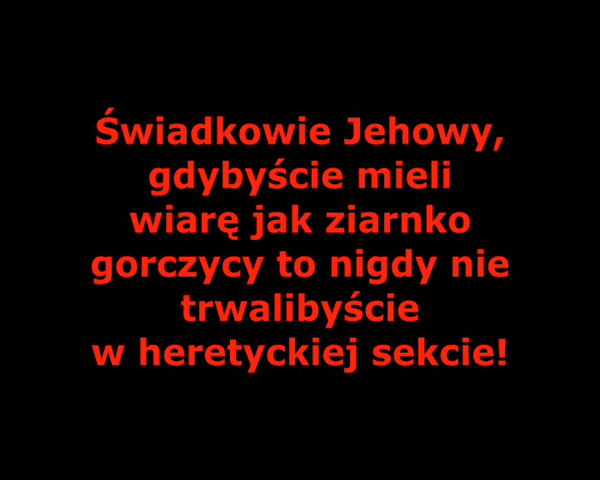 Świadkowie Jehowy,
gdybyście mieli
wiarę jak ziarnko
gorczycy to nigdy nie
trwalibyście
w heretyckiej sekcie!